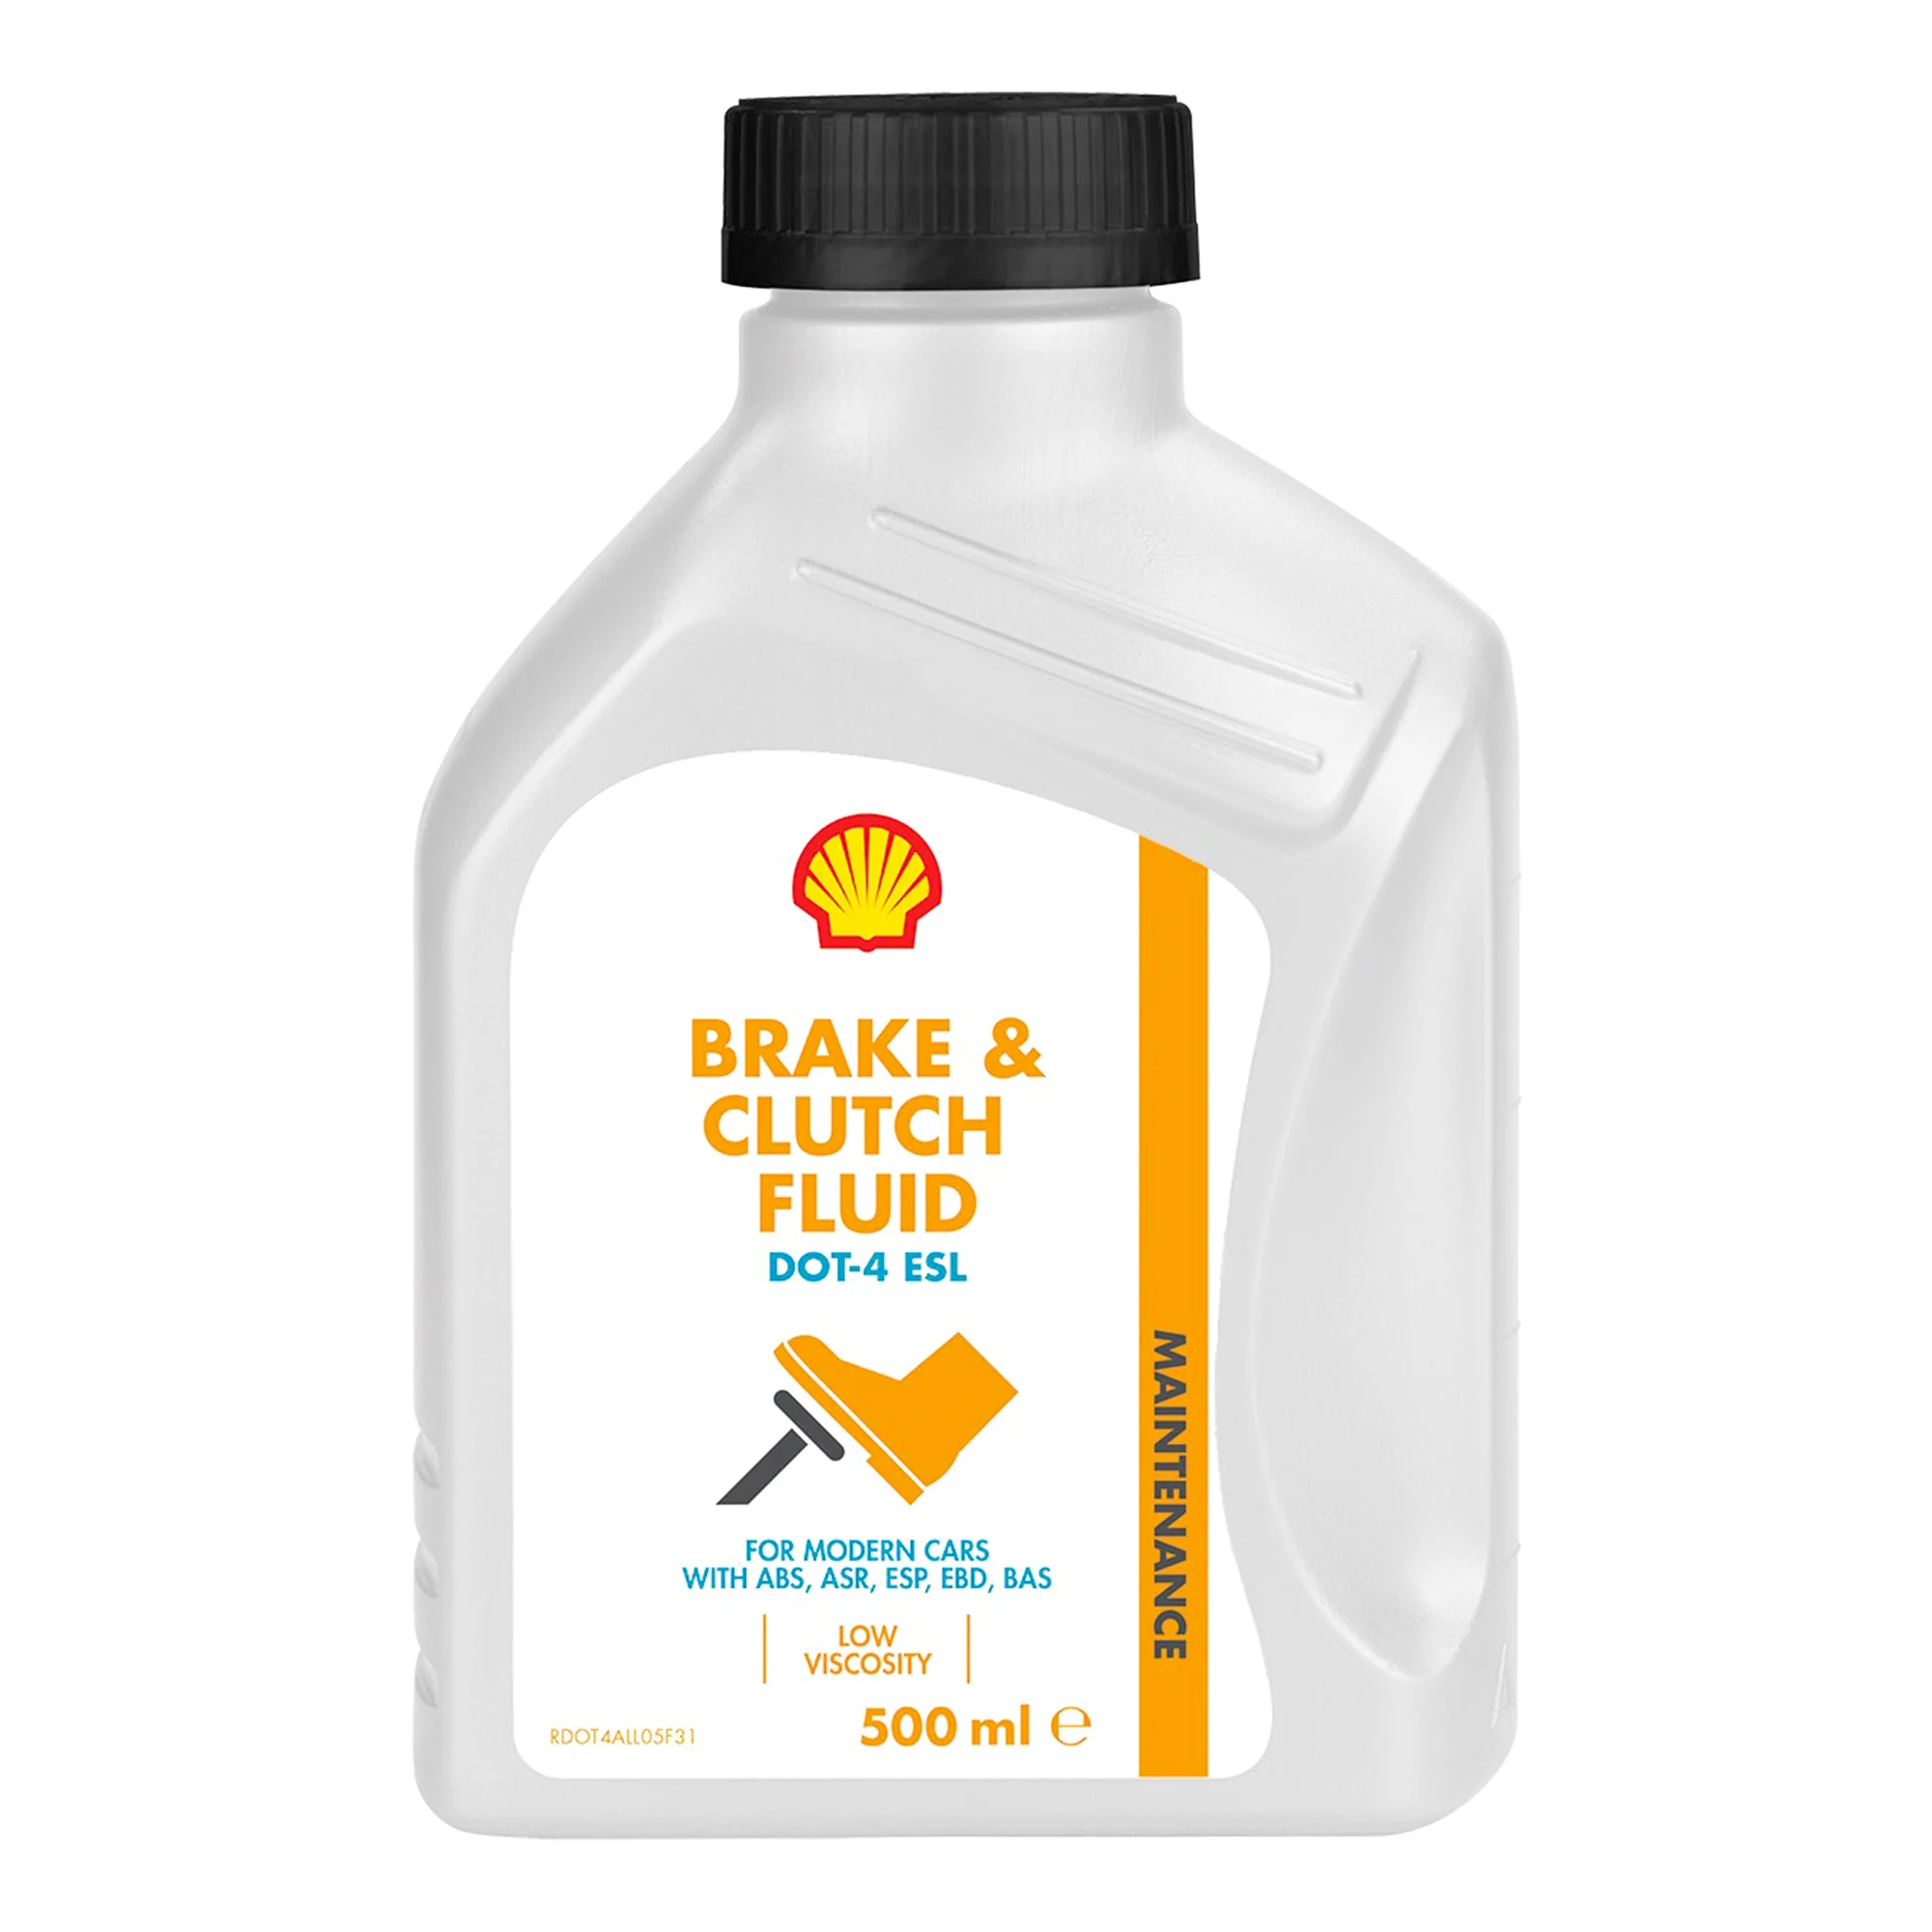 BRAKE &
CLUTCH
FLUID
DOT-4 ESL
FOR MODERN CARS
WITH ABS, ASR, ESP, EBD, BAS
LOW
VISCOSITY
500 ml ℮
RDOT4ALL05F31
MAINTENANCE